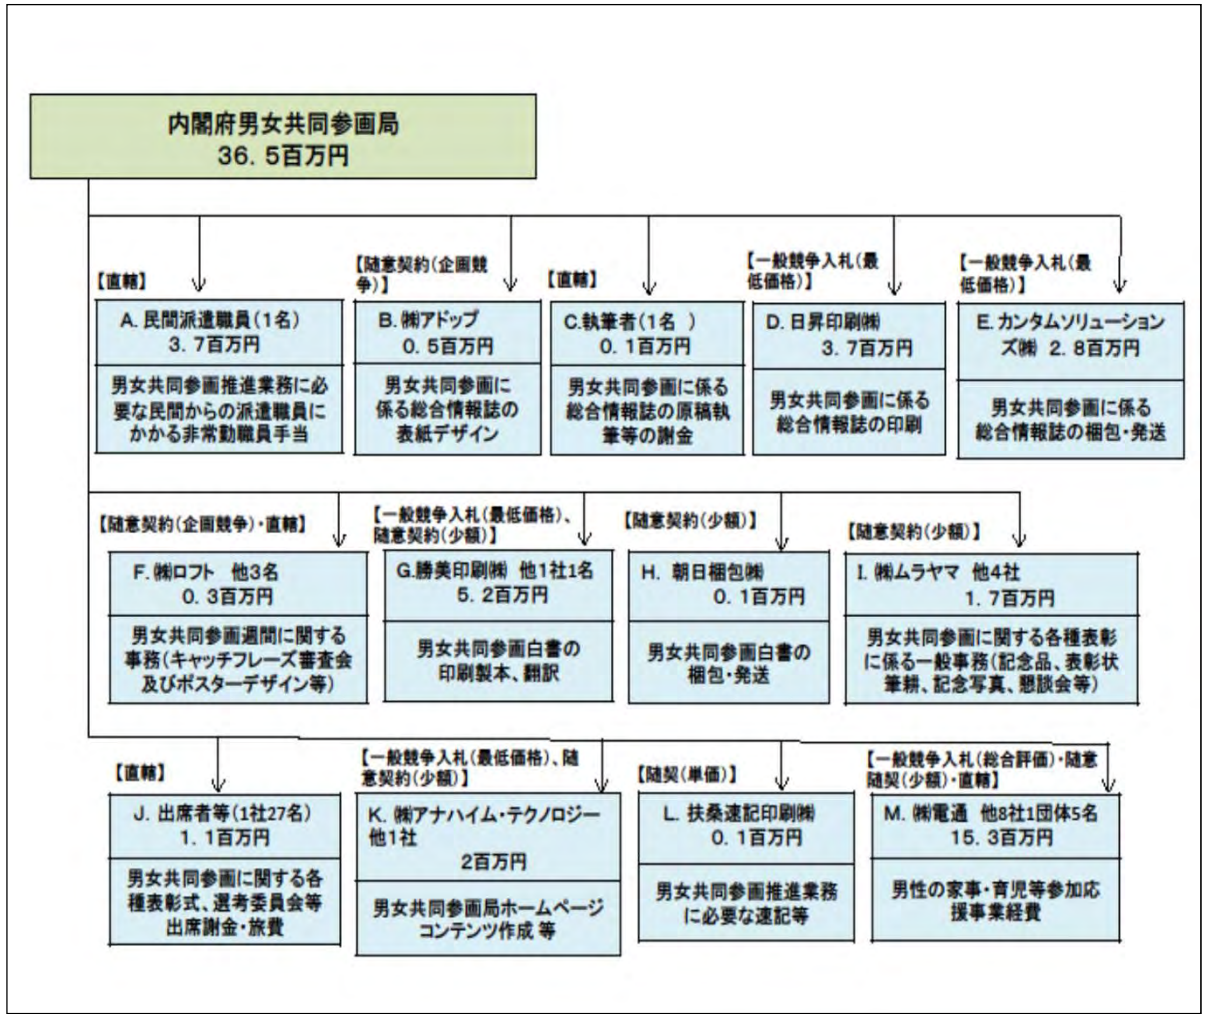 内閣府男女共同参画局
36．5百万円
【直轄】
A．民間派遣職員（1名）
3．7百万円
男女共同参画推進業務に必
要な民間からの派遣職員に
かかる非常勤職員手当
【随意契約（企画競
争）】
B．㈱アドップ
0．5百万円
男女共同参画に
係る総合情報誌の
表紙デザイン
【直轄】
C．執筆者（1名　）
0．1百万円
男女共同参画に係る
総合情報誌の原稿執
筆等の謝金
【一般競争入札（最
低価格）】
D．日昇印刷㈱
3．7百万円
男女共同参画に係る
総合情報誌の印刷
【一般競争入札（最
低価格）】
E．カンタムソリューション
ズ㈱　2．8百万円
男女共同参画に係る
総合情報誌の梱包・発送
【随意契約（企画競争）・直轄】
F．㈱ロフト　他3名
0．3百万円
男女共同参画週間に関する
事務（キャッチフレーズ審査会
及びポスターデザイン等）
【一般競争入札（最低価格）、
随意契約（少額）】
G．勝美印刷㈱　他1社1名
5．2百万円
男女共同参画白書の
印刷製本、翻訳
【随意契約（少額）】
H．朝日梱包㈱
0．1百万円
男女共同参画白書の
梱包・発送
【随意契約（少額）】
I．㈱ムラヤマ　他4社
1．7百万円
男女共同参画に関する各種表彰
に係る一般事務（記念品、表彰状
筆耕、記念写真、懇談会等）
【直轄】
J．出席者等（1社27名）
1．1百万円
男女共同参画に関する各
種表彰式、選考委員会等
出席謝金・旅費
【一般競争入札（最低価格）、随
意契約（少額）】
K．㈱アナハイム・テクノロジー
他1社
2百万円
男女共同参画局ホームページ
コンテンツ作成 等
【随契（単価）】
L．扶桑速記印刷㈱
0．1百万円
男女共同参画推進業務
に必要な速記等
【一般競争入札（総合評価）・随意
随契（少額）・直轄】
M．㈱電通　他8社1団体5名
15．3百万円
男性の家事・育児等参加応
援事業経費